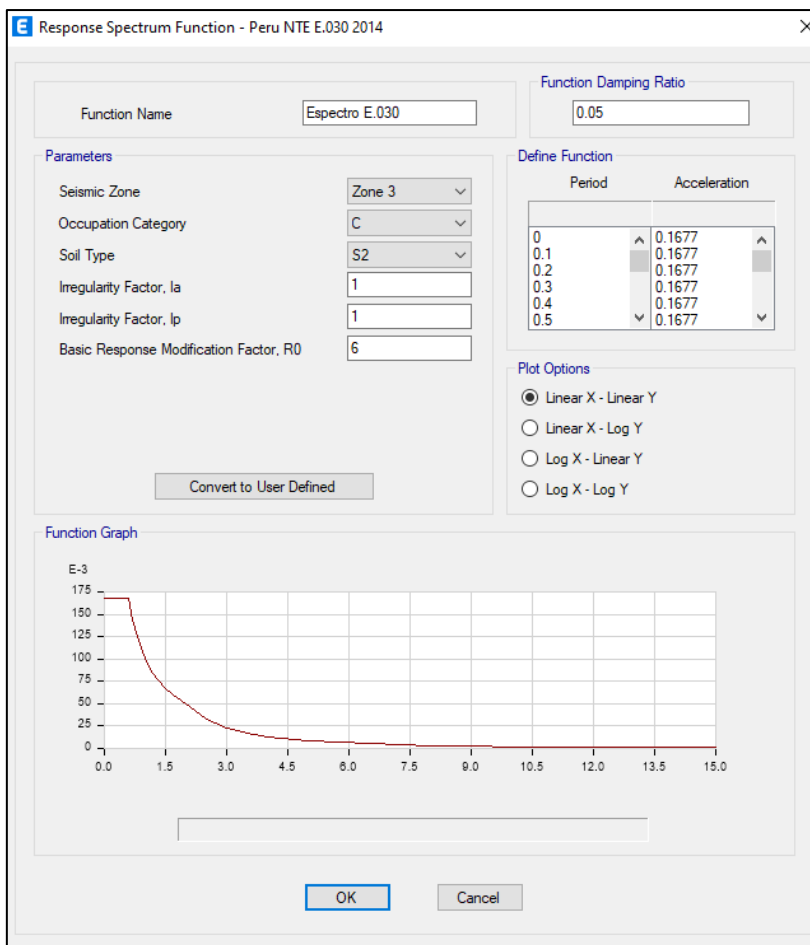 E Response Spectrum Function - Peru NTE E.030 2014
Function Name Espectro E.030
Function Damping Ratio
0.05
Parameters
Seismic Zone Zone 3
Occupation Category C
Soil Type S2
Irregularity Factor, Ia 1
Irregularity Factor, Ip 1
Basic Response Modification Factor, R0 6
Convert to User Defined
Define Function
Period Acceleration
0 0.1677
0.1 0.1677
0.2 0.1677
0.3 0.1677
0.4 0.1677
0.5 0.1677
Plot Options
Linear X - Linear Y
Linear X - Log Y
Log X - Linear Y
Log X - Log Y
Function Graph
E-3
175
150
125
100
75
50
25
0
0.0 1.5 3.0 4.5 6.0 7.5 9.0 10.5 12.0 13.5 15.0
OK Cancel